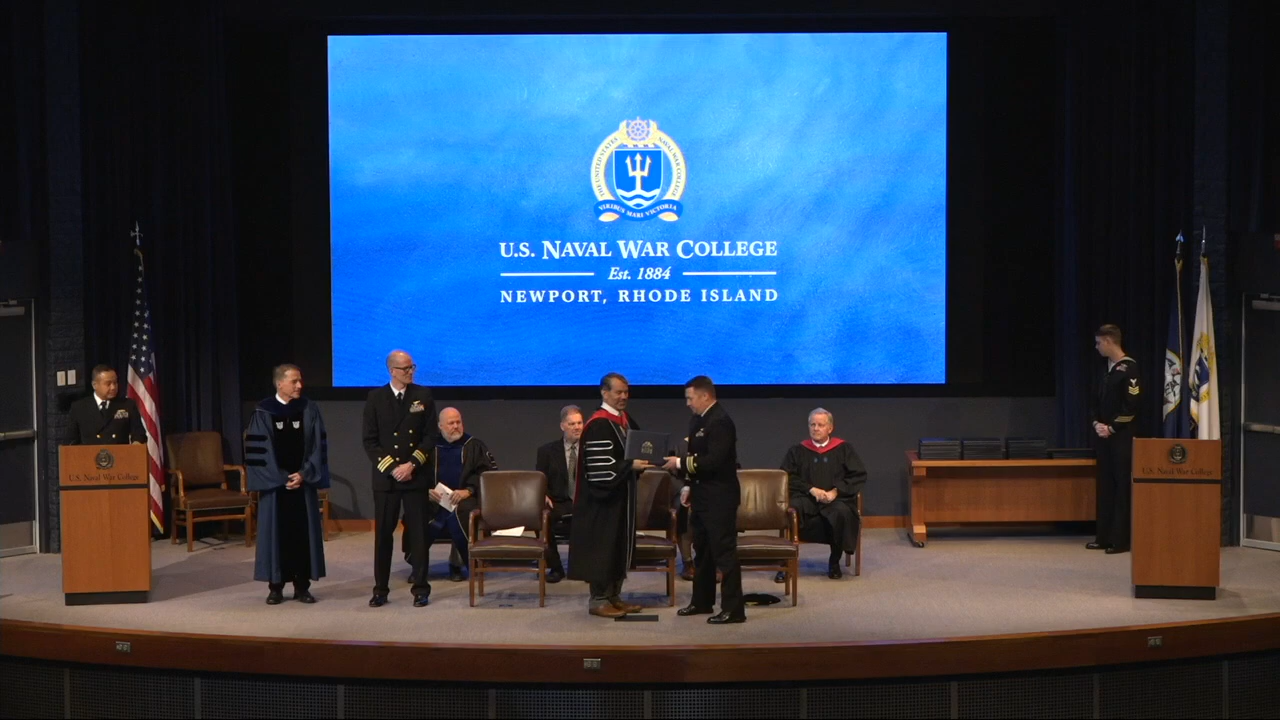 THE UNITED STATES NAVAL WAR COLLEGE
VIRIBUS MARI VICTORIA
U.S. NAVAL WAR COLLEGE
Est. 1884
NEWPORT, RHODE ISLAND
U.S. Naval War College
U.S. Naval War College